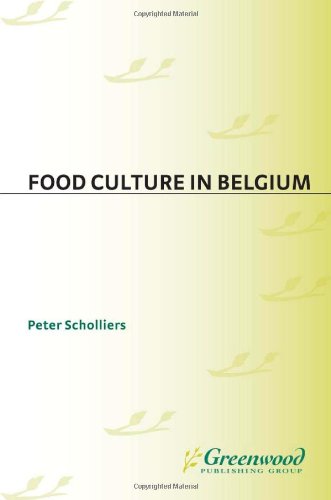 Copyrighted Material
FOOD CULTURE IN BELGIUM
Peter Scholliers
Greenwood
PUBLISHING GROUP
Copyrighted Material